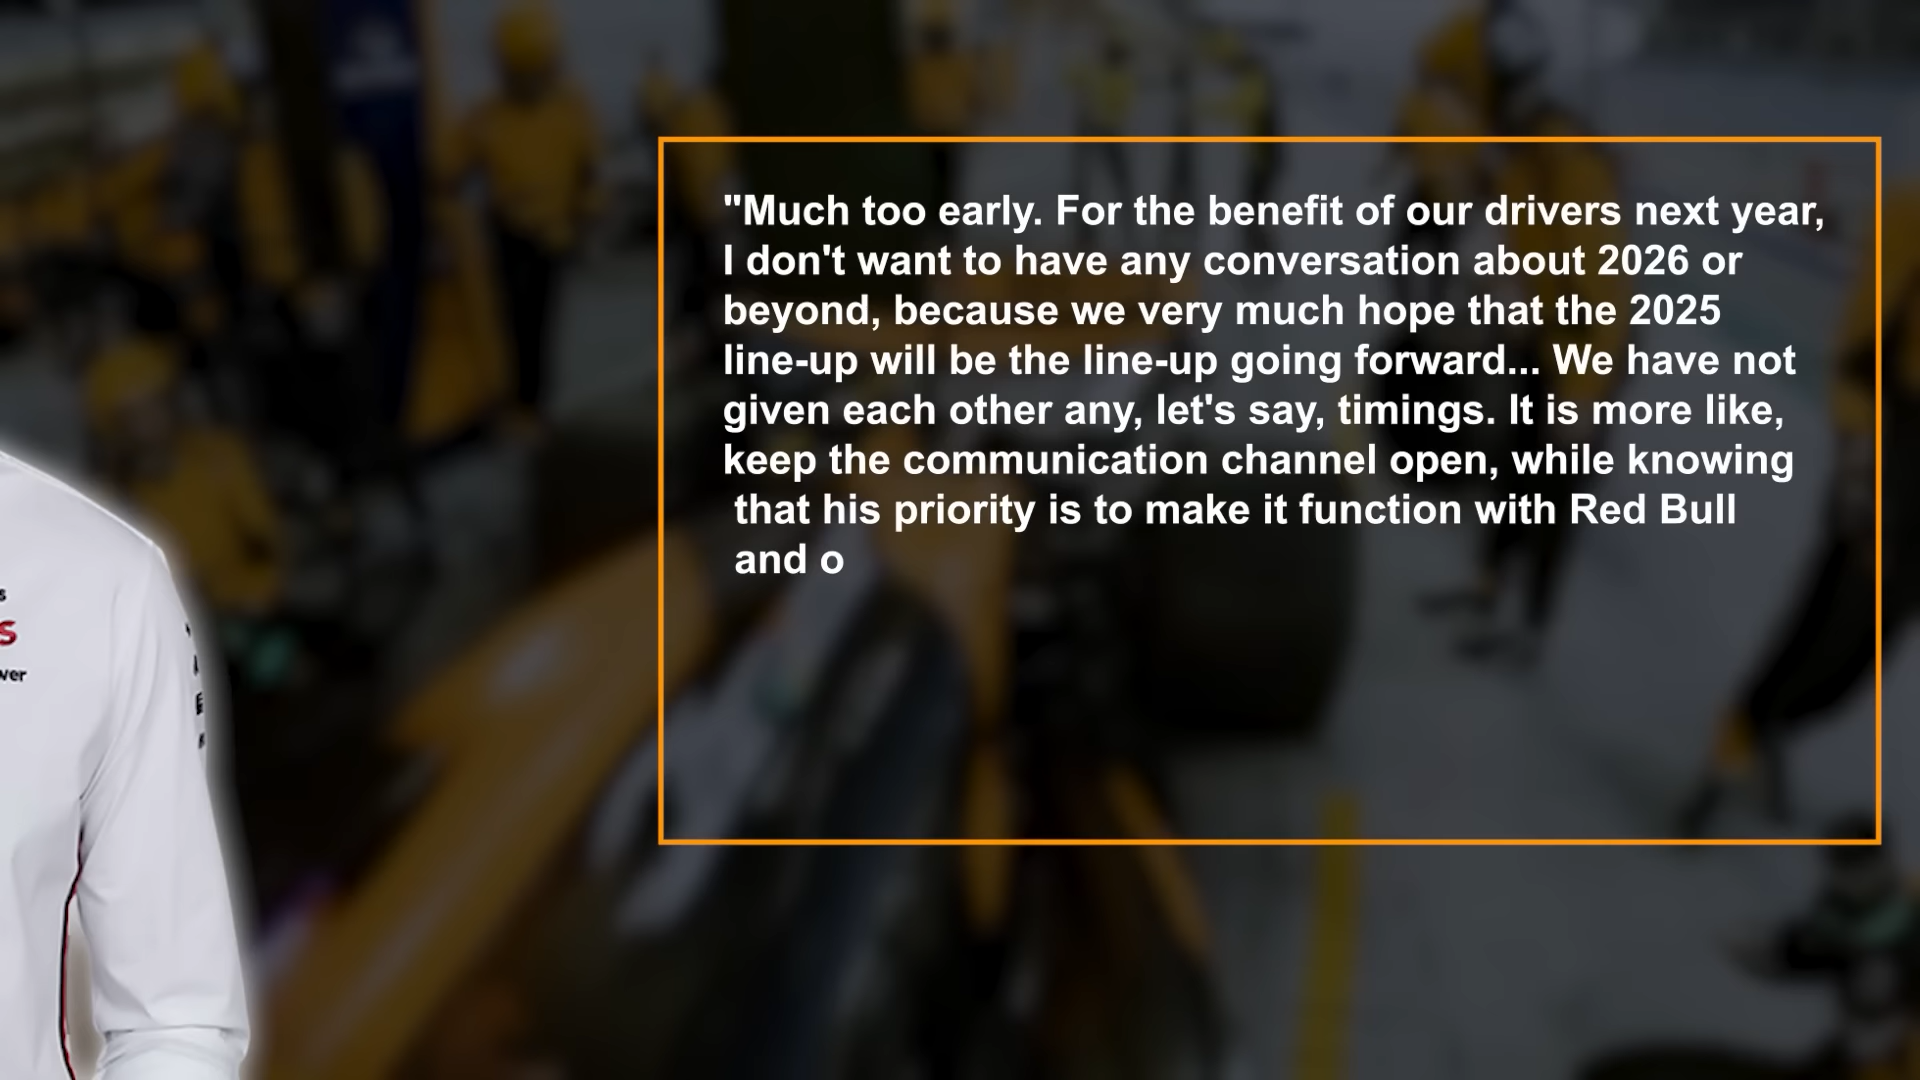 "Much too early. For the benefit of our drivers next year,
I don't want to have any conversation about 2026 or
beyond, because we very much hope that the 2025
line-up will be the line-up going forward... We have not
given each other any, let's say, timings. It is more like,
keep the communication channel open, while knowing
that his priority is to make it function with Red Bull
and o